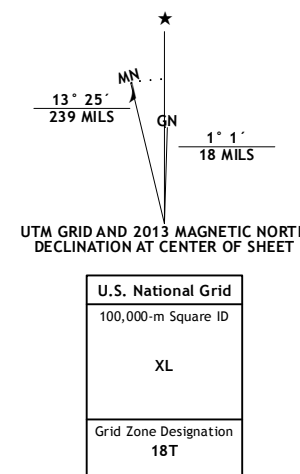 MN
13° 25´
239 MILS
GN
1° 1´
18 MILS
UTM GRID AND 2013 MAGNETIC NORTH
DECLINATION AT CENTER OF SHEET
U.S. National Grid
100,000-m Square ID
XL
Grid Zone Designation
18T